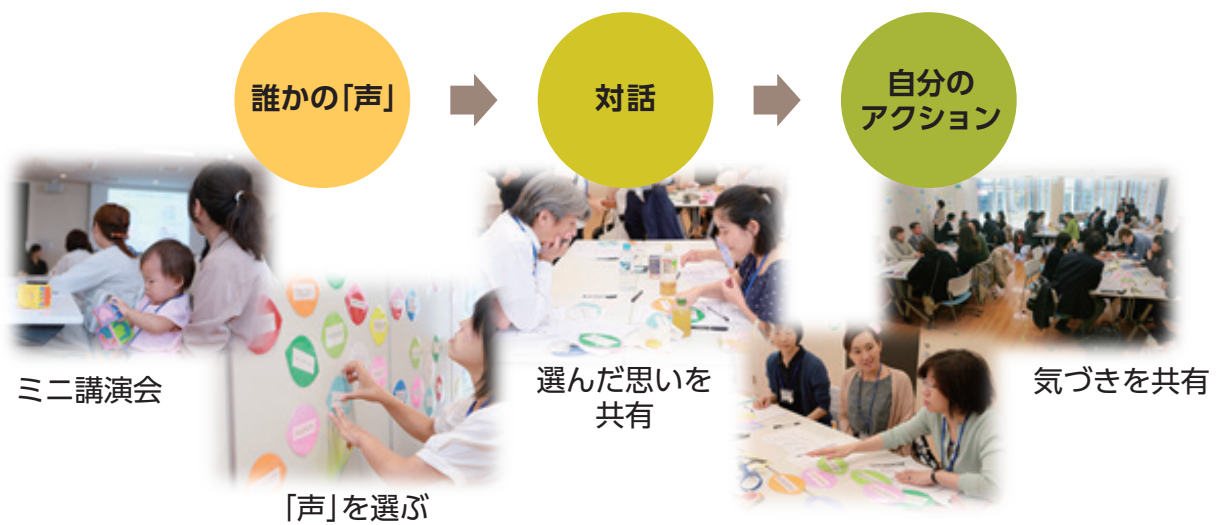 誰かの「声」
対話
自分の
アクション
ミニ講演会
「声」を選ぶ
選んだ思いを
共有
気づきを共有